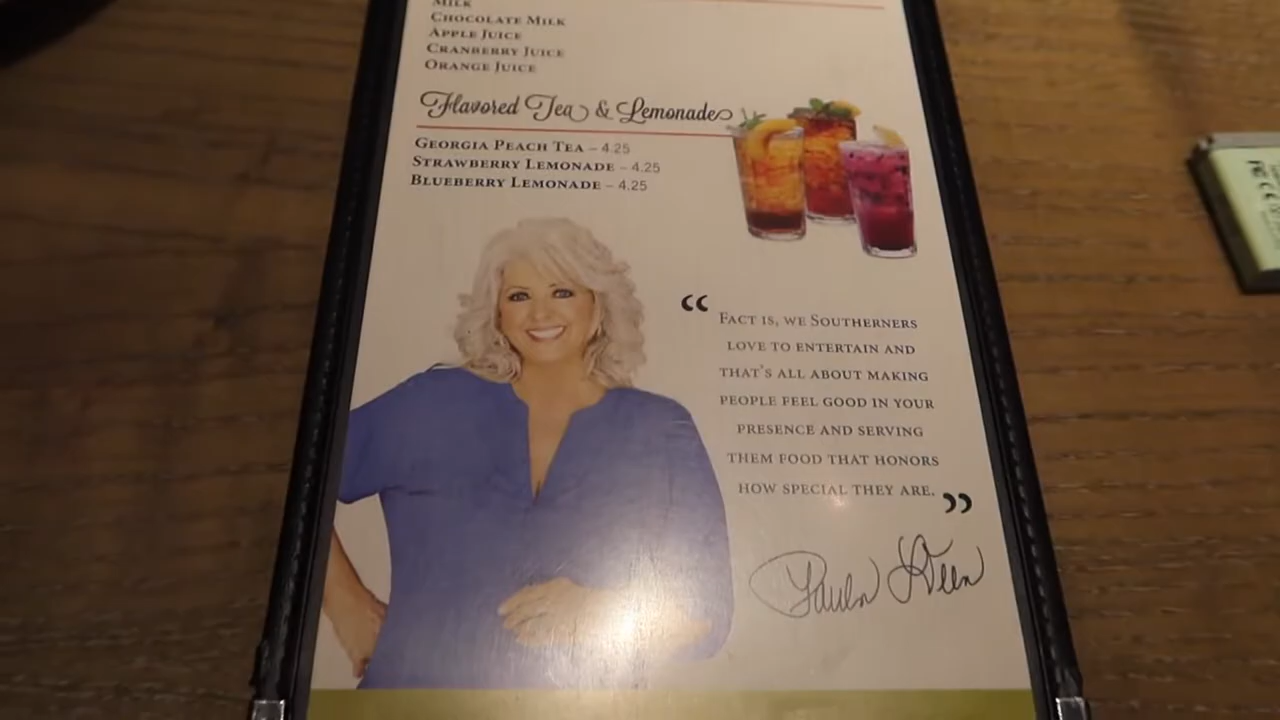 MILK
CHOCOLATE MILK
APPLE JUICE
CRANBERRY JUICE
ORANGE JUICE
Flavored Tea & Lemonade
GEORGIA PEACH TEA – 4.25
STRAWBERRY LEMONADE – 4.25
BLUEBERRY LEMONADE – 4.25
“ FACT IS, WE SOUTHERNERS
LOVE TO ENTERTAIN AND
THAT'S ALL ABOUT MAKING
PEOPLE FEEL GOOD IN YOUR
PRESENCE AND SERVING
THEM FOOD THAT HONORS
HOW SPECIAL THEY ARE. ”
Paula Deen